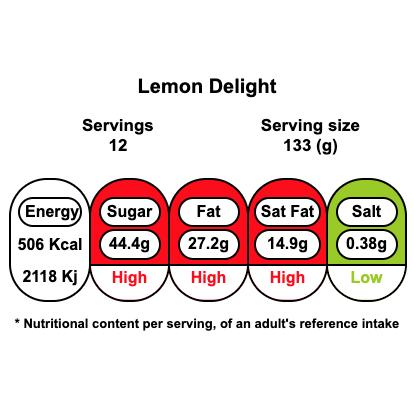 Lemon Delight
Servings
12
Serving size
133 (g)
Energy Sugar Fat Sat Fat Salt
506 Kcal 44.4g 27.2g 14.9g 0.38g
2118 Kj High High High Low
* Nutritional content per serving, of an adult's reference intake